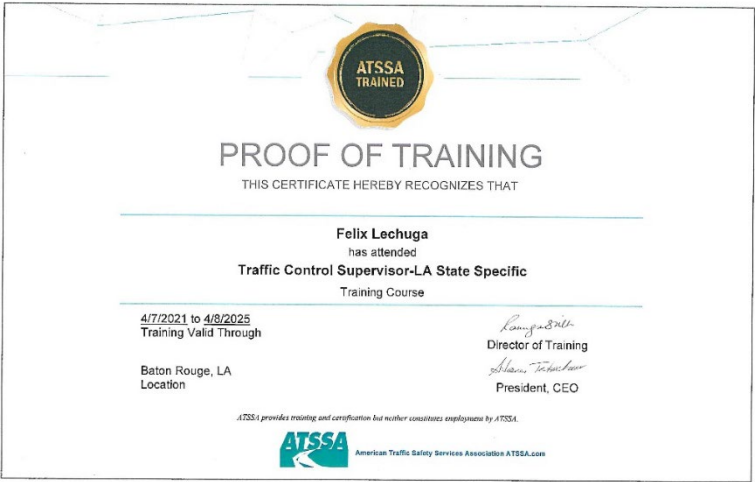 ATSSA
TRAINED
PROOF OF TRAINING
THIS CERTIFICATE HEREBY RECOGNIZES THAT
Felix Lechuga
has attended
Traffic Control Supervisor-LA State Specific
Training Course
4/7/2021 to 4/8/2025
Training Valid Through
Director of Training
Baton Rouge, LA
Location
President, CEO
ATSSA provides training and certification but neither constitutes employment by ATSSA.
ATSSA
American Traffic Safety Services Association ATSSA.com